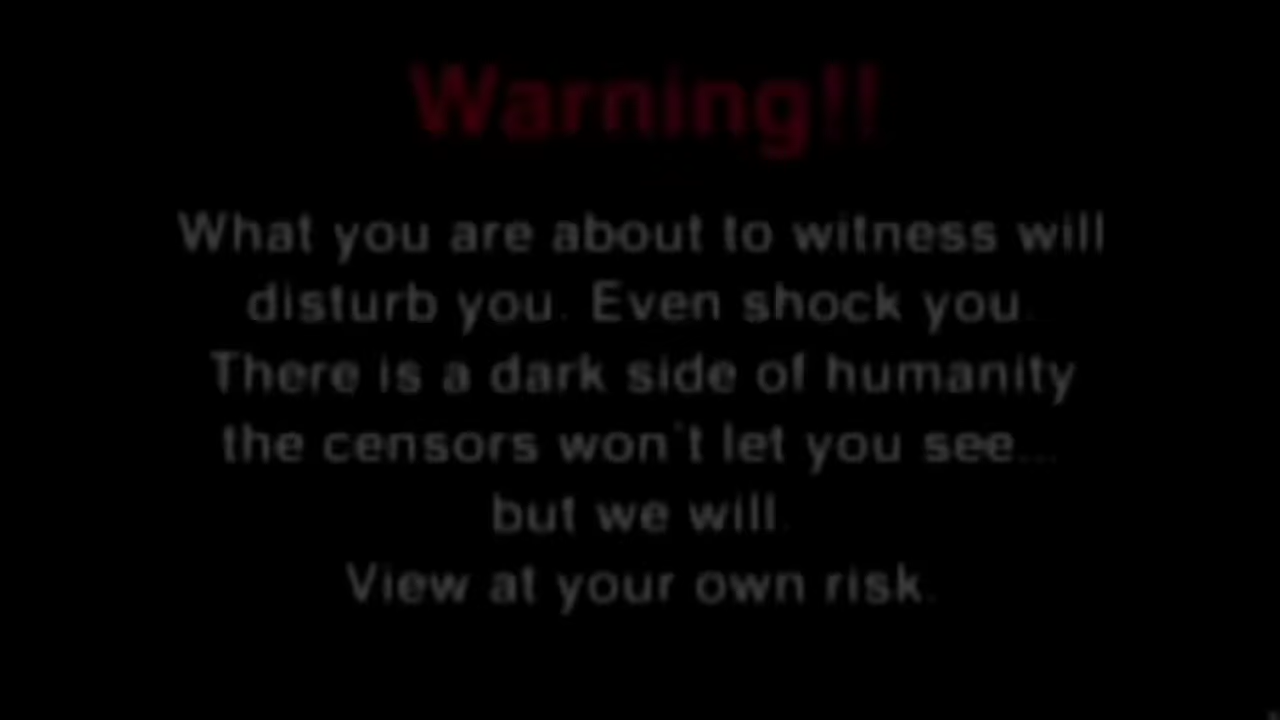 Warning!!
What you are about to witness will
disturb you. Even shock you.
There is a dark side of humanity
the censors won't let you see...
but we will.
View at your own risk.